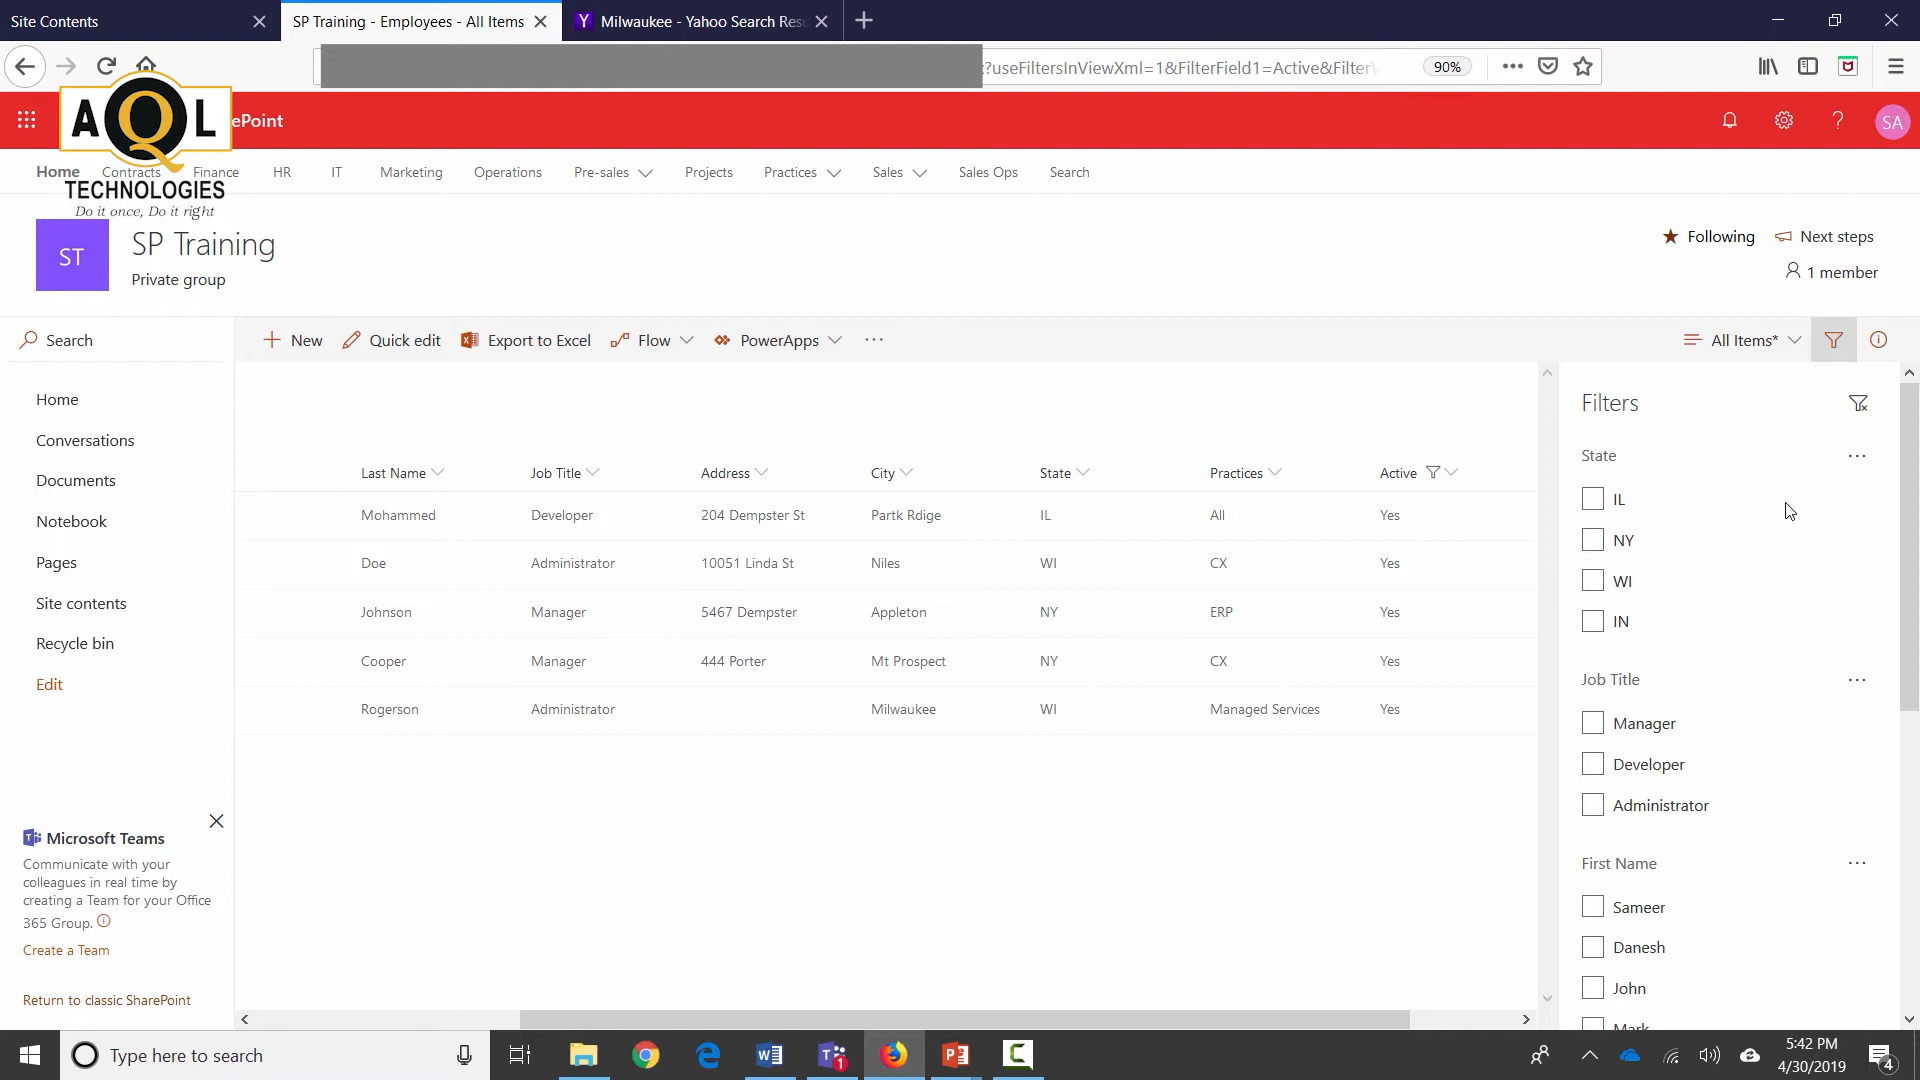 Site Contents
SP Training - Employees - All Items
Milwaukee - Yahoo Search Res
?useFiltersInViewXml=1&FilterField1=Active&Filter
90%
AQL
TECHNOLOGIES
Do it once, Do it right
ePoint
SA
Home Contracts Finance HR IT Marketing Operations Pre-sales Projects Practices Sales Sales Ops Search
ST
SP Training
Private group
Following
Next steps
1 member
Search
New
Quick edit
Export to Excel
Flow
PowerApps
All Items*
Home
Conversations
Documents
Notebook
Pages
Site contents
Recycle bin
Edit
Last Name Job Title Address City State Practices Active
Mohammed Developer 204 Dempster St Partk Rdige IL All Yes
Doe Administrator 10051 Linda St Niles WI CX Yes
Johnson Manager 5467 Dempster Appleton NY ERP Yes
Cooper Manager 444 Porter Mt Prospect NY CX Yes
Rogerson Administrator Milwaukee WI Managed Services Yes
Filters
State
IL
NY
WI
IN
Job Title
Manager
Developer
Administrator
First Name
Sameer
Danesh
John
Mark
Microsoft Teams
Communicate with your
colleagues in real time by
creating a Team for your Office
365 Group.
Create a Team
Return to classic SharePoint
Type here to search
1
5:42 PM
4/30/2019
4